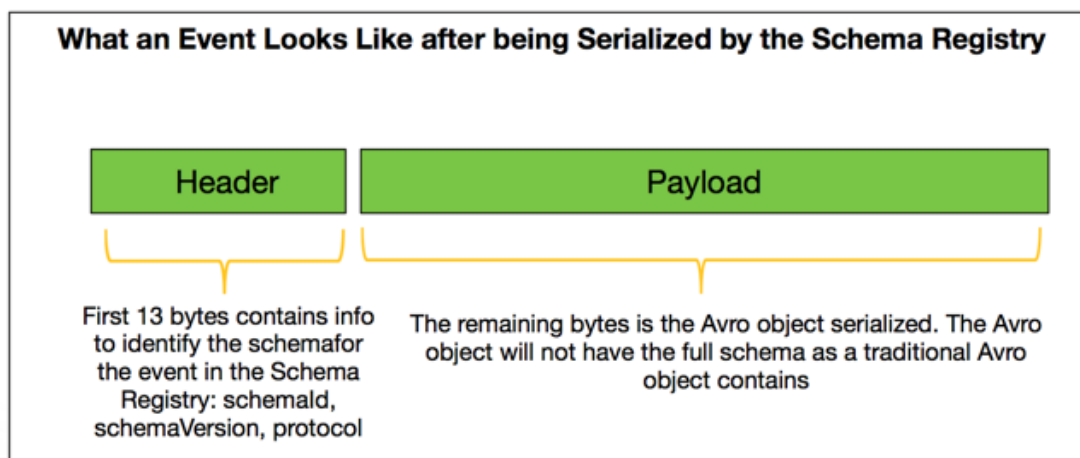 What an Event Looks Like after being Serialized by the Schema Registry
Header
Payload
First 13 bytes contains info
to identify the schemafor
the event in the Schema
Registry: schemaId,
schemaVersion, protocol
The remaining bytes is the Avro object serialized. The Avro
object will not have the full schema as a traditional Avro
object contains